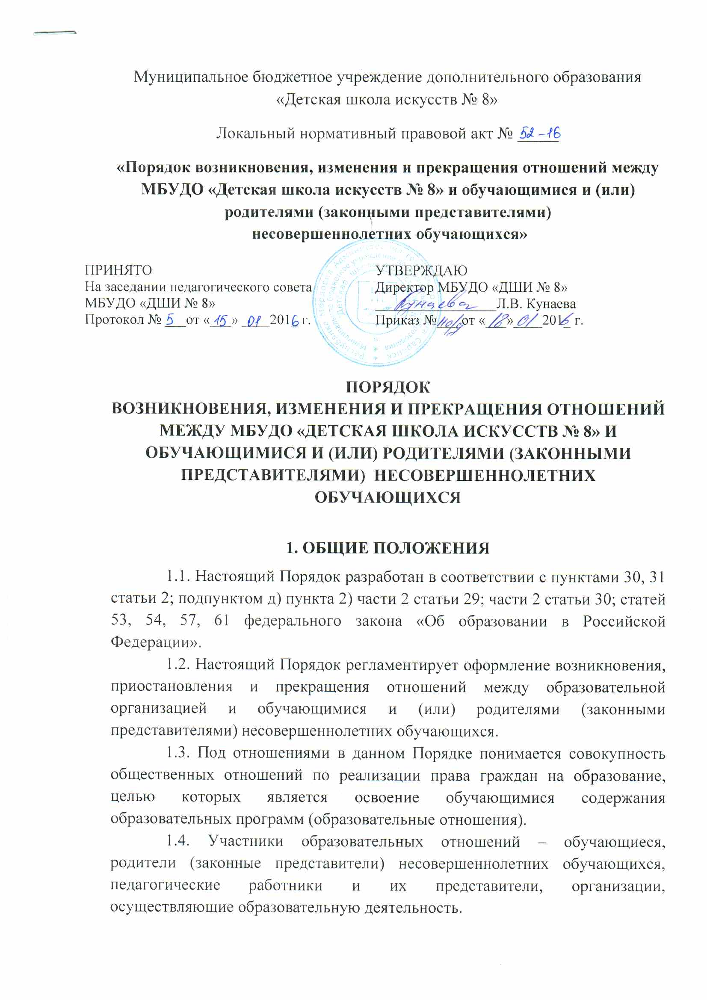 Муниципальное бюджетное учреждение дополнительного образования
«Детская школа искусств № 8»
Локальный нормативный правовой акт № 52-16
«Порядок возникновения, изменения и прекращения отношений между
МБУДО «Детская школа искусств № 8» и обучающимися и (или)
родителями (законными представителями)
несовершеннолетних обучающихся»
ПРИНЯТО
На заседании педагогического совета
МБУДО «ДШИ № 8»
Протокол № 5 от «15» 01 2016 г.
УТВЕРЖДАЮ
Директор МБУДО «ДШИ № 8»
Кунаева Л.В. Кунаева
Приказ № от «18» 01 2016 г.
ПОРЯДОК
ВОЗНИКНОВЕНИЯ, ИЗМЕНЕНИЯ И ПРЕКРАЩЕНИЯ ОТНОШЕНИЙ
МЕЖДУ МБУДО «ДЕТСКАЯ ШКОЛА ИСКУССТВ № 8» И
ОБУЧАЮЩИМИСЯ И (ИЛИ) РОДИТЕЛЯМИ (ЗАКОННЫМИ
ПРЕДСТАВИТЕЛЯМИ) НЕСОВЕРШЕННОЛЕТНИХ
ОБУЧАЮЩИХСЯ
1. ОБЩИЕ ПОЛОЖЕНИЯ
1.1. Настоящий Порядок разработан в соответствии с пунктами 30, 31
статьи 2; подпунктом д) пункта 2) части 2 статьи 29; части 2 статьи 30; статей
53, 54, 57, 61 федерального закона «Об образовании в Российской
Федерации».
1.2. Настоящий Порядок регламентирует оформление возникновения,
приостановления и прекращения отношений между образовательной
организацией и обучающимися и (или) родителями (законными
представителями) несовершеннолетних обучающихся.
1.3. Под отношениями в данном Порядке понимается совокупность
общественных отношений по реализации права граждан на образование,
целью которых является освоение обучающимися содержания
образовательных программ (образовательные отношения).
1.4. Участники образовательных отношений – обучающиеся,
родители (законные представители) несовершеннолетних обучающихся,
педагогические работники и их представители, организации,
осуществляющие образовательную деятельность.